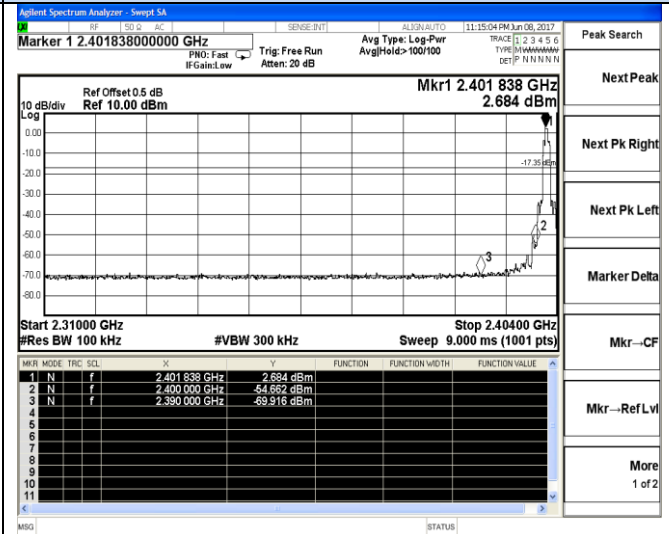 Agilent Spectrum Analyzer - Swept SA
LXI RF 50 Ω AC SENSE:INT ALIGN AUTO 11:15:04 PM Jun 08, 2017
Marker 1 2.401838000000 GHz
PNO: Fast
IFGain:Low
Trig: Free Run
Atten: 20 dB
Avg Type: Log-Pwr
Avg|Hold:>100/100
TRACE 1 2 3 4 5 6
TYPE MWWWWW
DET P N N N N N
Peak Search
Mkr1 2.401 838 GHz
2.684 dBm
Ref Offset 0.5 dB
10 dB/div Ref 10.00 dBm
Log
0.00
-10.0
-17.35 dBm
-20.0
-30.0
-40.0
-50.0
-60.0
-70.0
-80.0
2
3
Start 2.31000 GHz Stop 2.40400 GHz
#Res BW 100 kHz #VBW 300 kHz Sweep 9.000 ms (1001 pts)
MKR MODE TRC SCL X Y FUNCTION FUNCTION WIDTH FUNCTION VALUE
1 N f 2.401 838 GHz 2.684 dBm
2 N f 2.400 000 GHz -54.662 dBm
3 N f 2.390 000 GHz -69.916 dBm
4
5
6
7
8
9
10
11
MSG STATUS
Next Peak
Next Pk Right
Next Pk Left
Marker Delta
Mkr→CF
Mkr→Ref Lvl
More
1 of 2